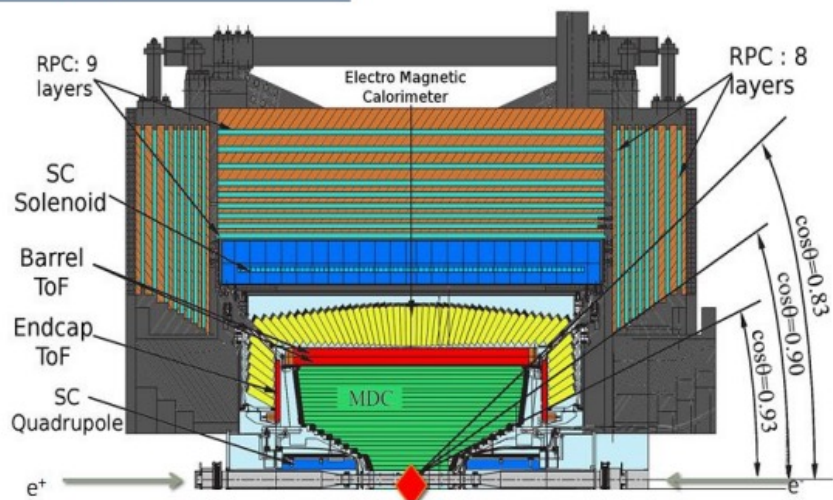 RPC: 9
layers
Electro Magnetic
Calorimeter
RPC : 8
layers
SC
Solenoid
Barrel
ToF
Endcap
ToF
SC
Quadrupole
MDC
cosθ=0.83
cosθ=0.90
cosθ=0.93
e⁺
e⁻